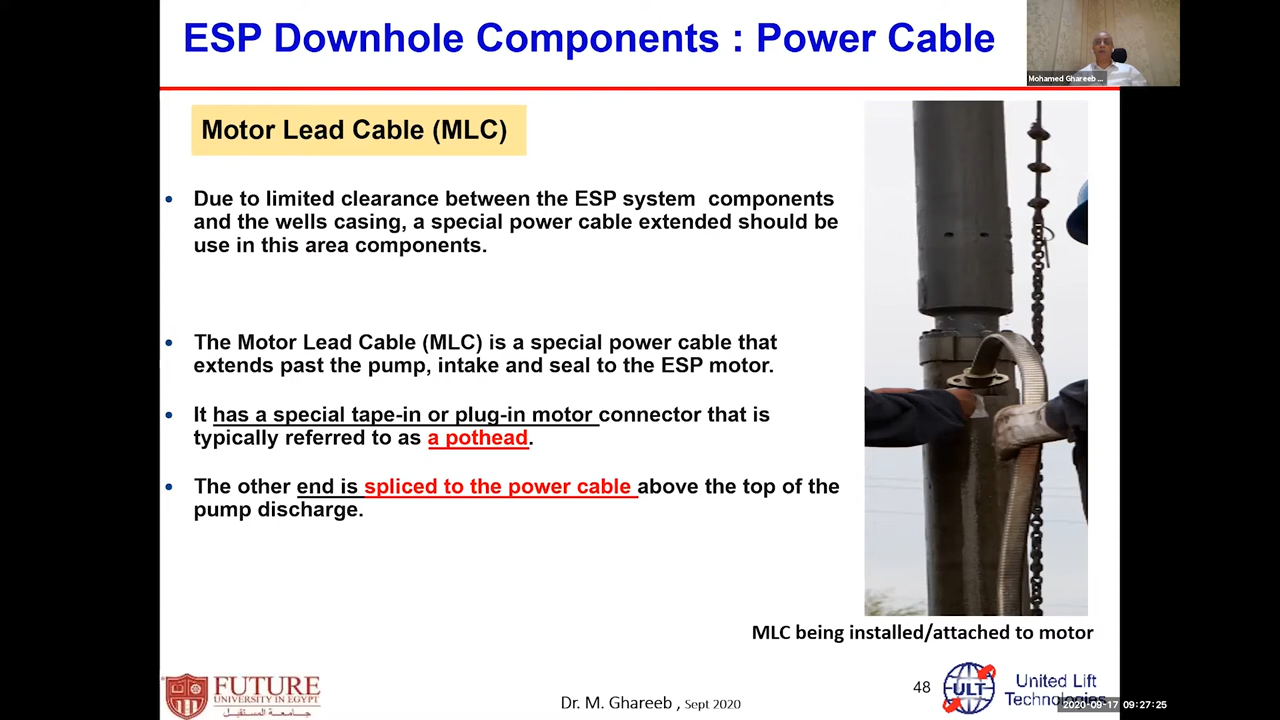 ESP Downhole Components : Power Cable
Mohamed Ghareeb ...
Motor Lead Cable (MLC)
• Due to limited clearance between the ESP system components
and the wells casing, a special power cable extended should be
use in this area components.
• The Motor Lead Cable (MLC) is a special power cable that
extends past the pump, intake and seal to the ESP motor.
• It has a special tape-in or plug-in motor connector that is
typically referred to as a pothead.
• The other end is spliced to the power cable above the top of the
pump discharge.
MLC being installed/attached to motor
FUTURE
UNIVERSITY IN EGYPT
جامعة المستقبل
Dr. M. Ghareeb , Sept 2020
48
ULT
United Lift
Technologies
2020-09-17 09:27:25